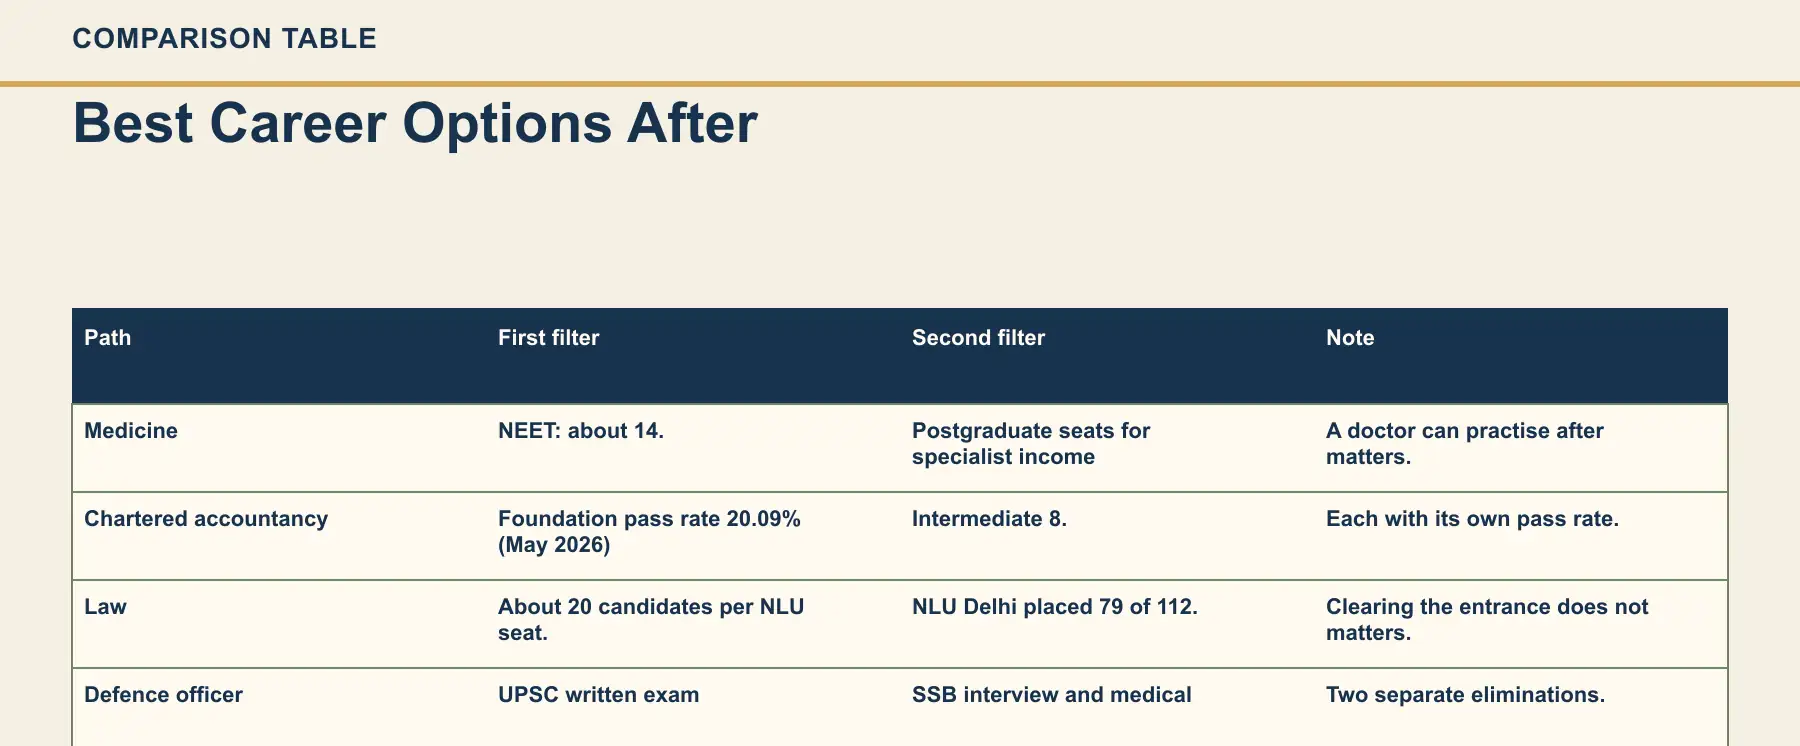 COMPARISON TABLE
Best Career Options After
Path First filter Second filter Note
Medicine NEET: about 14. Postgraduate seats for specialist income A doctor can practise after matters.
Chartered accountancy Foundation pass rate 20.09% (May 2026) Intermediate 8. Each with its own pass rate.
Law About 20 candidates per NLU seat. NLU Delhi placed 79 of 112. Clearing the entrance does not matters.
Defence officer UPSC written exam SSB interview and medical Two separate eliminations.